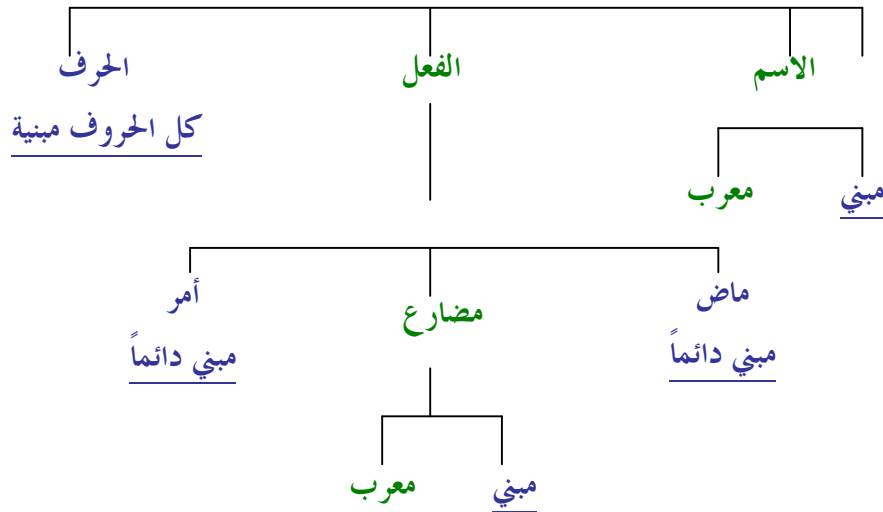 الاسم الفعل الحرف
كل الحروف مبنية
مبني معرب
ماض مضارع أمر
مبني دائماً مبني دائماً
مبني معرب